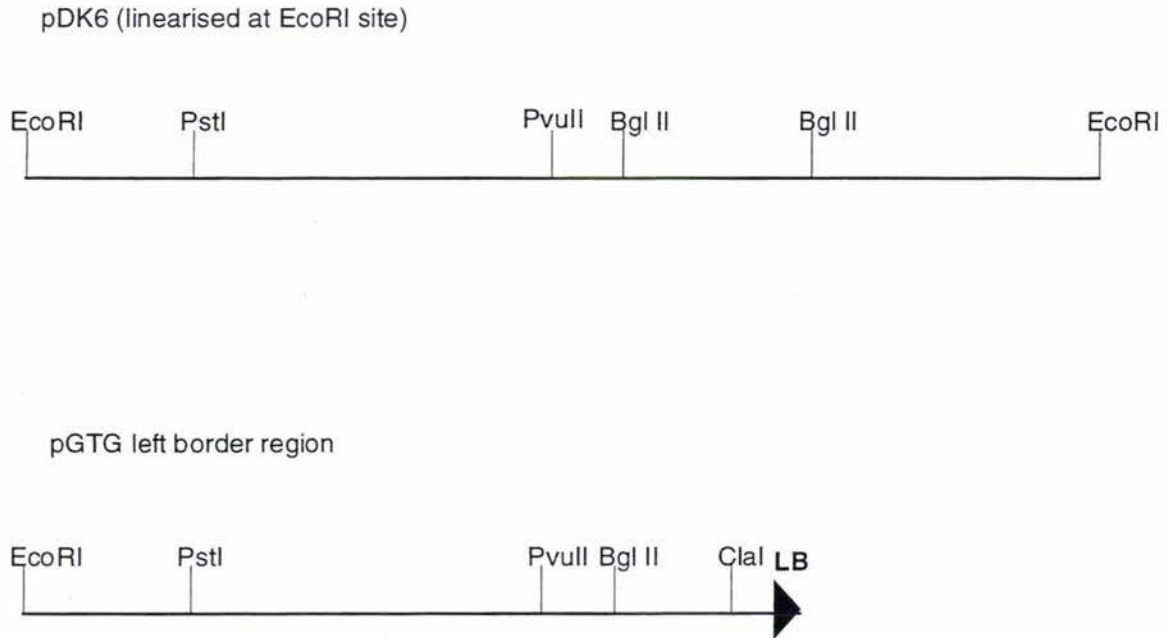 pDK6 (linearised at EcoRI site)
EcoRI PstI PvuII Bgl II Bgl II EcoRI
pGTG left border region
EcoRI PstI PvuII Bgl II ClaI LB